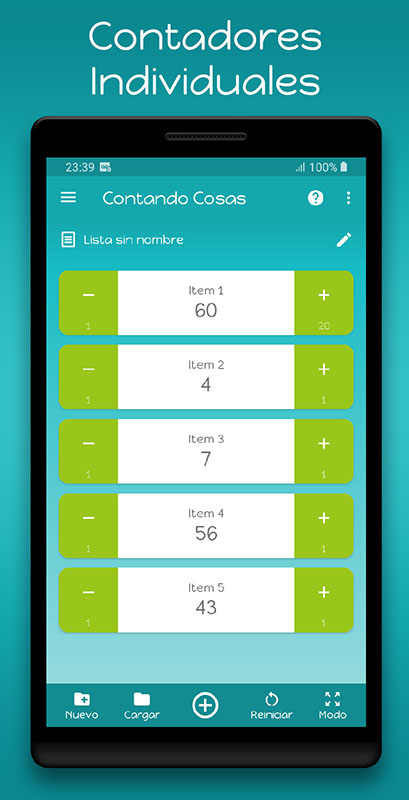 Contadores
Individuales
23:39 100%
Contando Cosas
Lista sin nombre
Item 1
− 60 +
1 20
Item 2
− 4 +
1 1
Item 3
− 7 +
1 1
Item 4
− 56 +
1 1
Item 5
− 43 +
1 1
Nuevo Cargar Reiniciar Modo